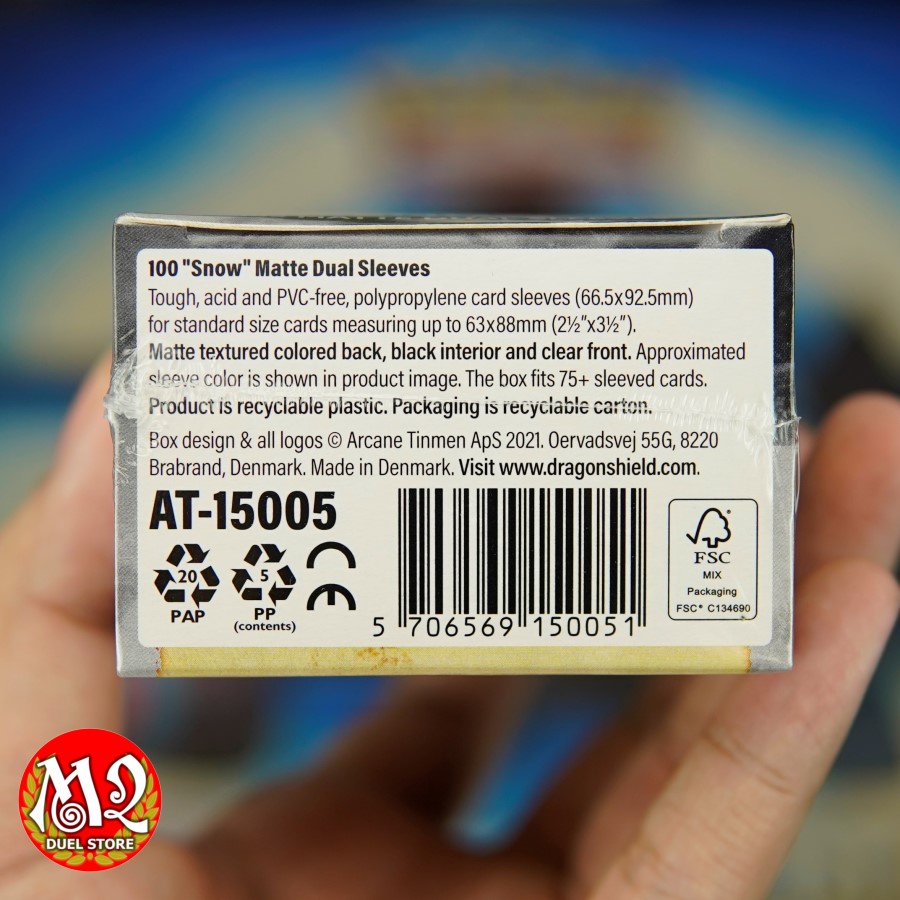 100 "Snow" Matte Dual Sleeves
Tough, acid and PVC-free, polypropylene card sleeves (66.5x92.5mm)
for standard size cards measuring up to 63x88mm (2½"x3½").
Matte textured colored back, black interior and clear front. Approximated
sleeve color is shown in product image. The box fits 75+ sleeved cards.
Product is recyclable plastic. Packaging is recyclable carton.
Box design & all logos © Arcane Tinmen ApS 2021. Oervadsvej 55G, 8220
Brabrand, Denmark. Made in Denmark. Visit www.dragonshield.com.
AT-15005
20
PAP
5
PP
(contents)
CE
5 706569 150051
FSC®
MIX
Packaging
FSC® C134690
M2
DUEL STORE